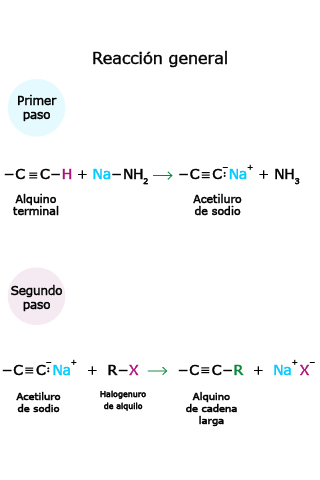 Reacción general
Primer
paso
−C≡C−H + Na−NH₂ → −C≡C:⁻Na⁺ + NH₃
Alquino
terminal
Acetiluro
de sodio
Segundo
paso
−C≡C:⁻Na⁺ + R−X → −C≡C−R + Na⁺X⁻
Acetiluro
de sodio
Halogenuro
de alquilo
Alquino
de cadena
larga